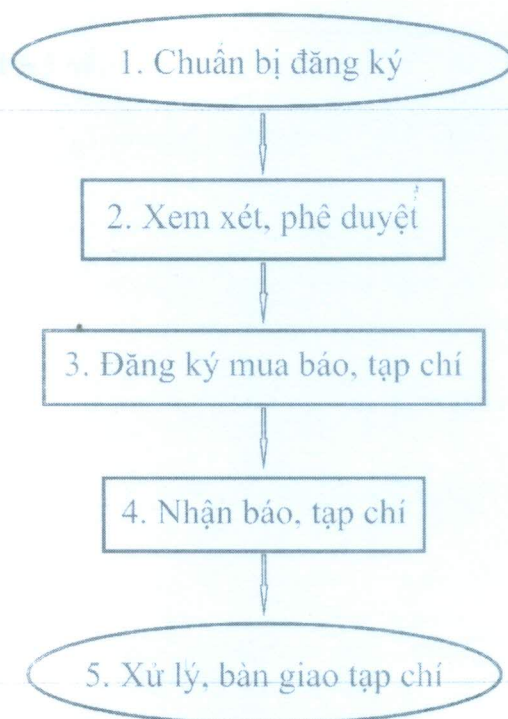 1. Chuẩn bị đăng ký
2. Xem xét, phê duyệt
3. Đăng ký mua báo, tạp chí
4. Nhận báo, tạp chí
5. Xử lý, bàn giao tạp chí